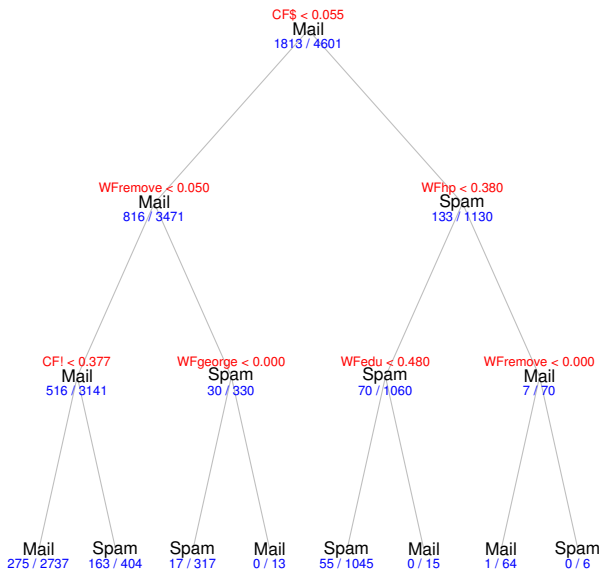 CF$ < 0.055
Mail
1813 / 4601
WFremove < 0.050
Mail
816 / 3471
WFhp < 0.380
Spam
133 / 1130
CF! < 0.377
Mail
516 / 3141
WFgeorge < 0.000
Spam
30 / 330
WFedu < 0.480
Spam
70 / 1060
WFremove < 0.000
Mail
7 / 70
Mail
275 / 2737
Spam
163 / 404
Spam
17 / 317
Mail
0 / 13
Spam
55 / 1045
Mail
0 / 15
Mail
1 / 64
Spam
0 / 6